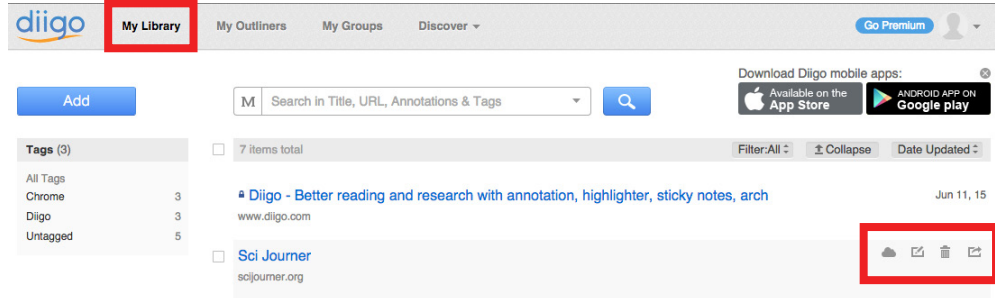 diigo My Library My Outliners My Groups Discover Go Premium
Download Diigo mobile apps:
Add M Search in Title, URL, Annotations & Tags Available on the App Store ANDROID APP ON Google play
Tags (3) 7 items total Filter:All Collapse Date Updated
All Tags
Diigo - Better reading and research with annotation, highlighter, sticky notes, arch Jun 11, 15
Chrome 3
www.diigo.com
Diigo 3
Untagged 5
Sci Journer
scijourner.org